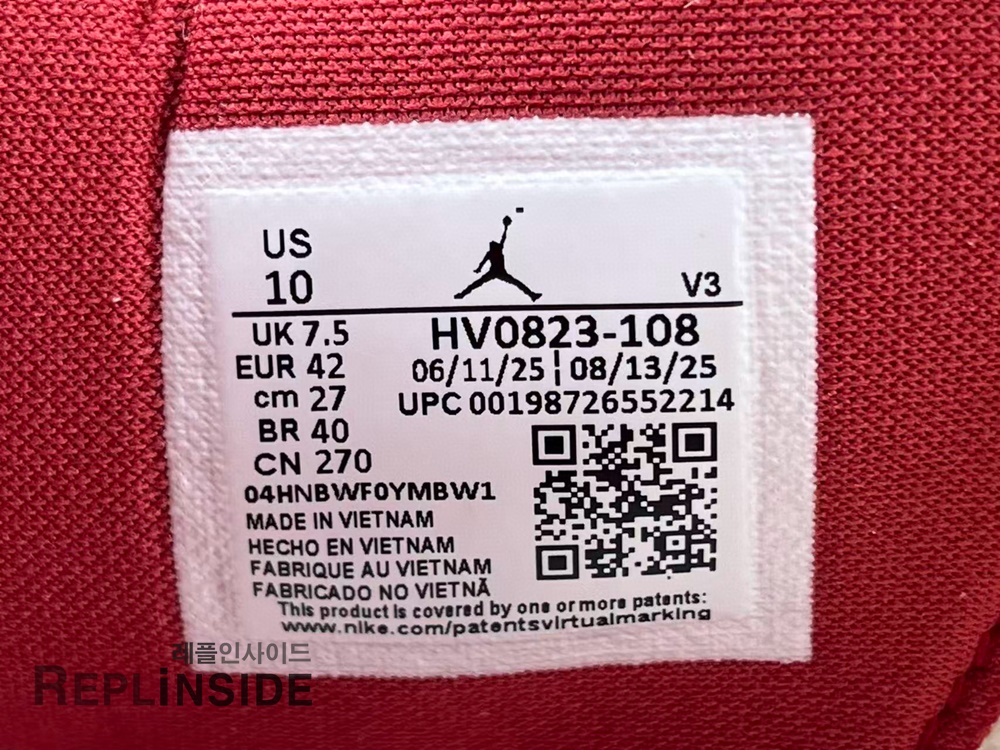 US
10
V3
UK 7.5
HV0823-108
EUR 42
06/11/25 | 08/13/25
cm 27
UPC 00198726552214
BR 40
CN 270
04HNBWF0YMBW1
MADE IN VIETNAM
HECHO EN VIETNAM
FABRIQUE AU VIETNAM
FABRICADO NO VIETNÃ
This product is covered by one or more patents:
www.nike.com/patentsvirtualmarking
레플인사이드
REPLINSIDE